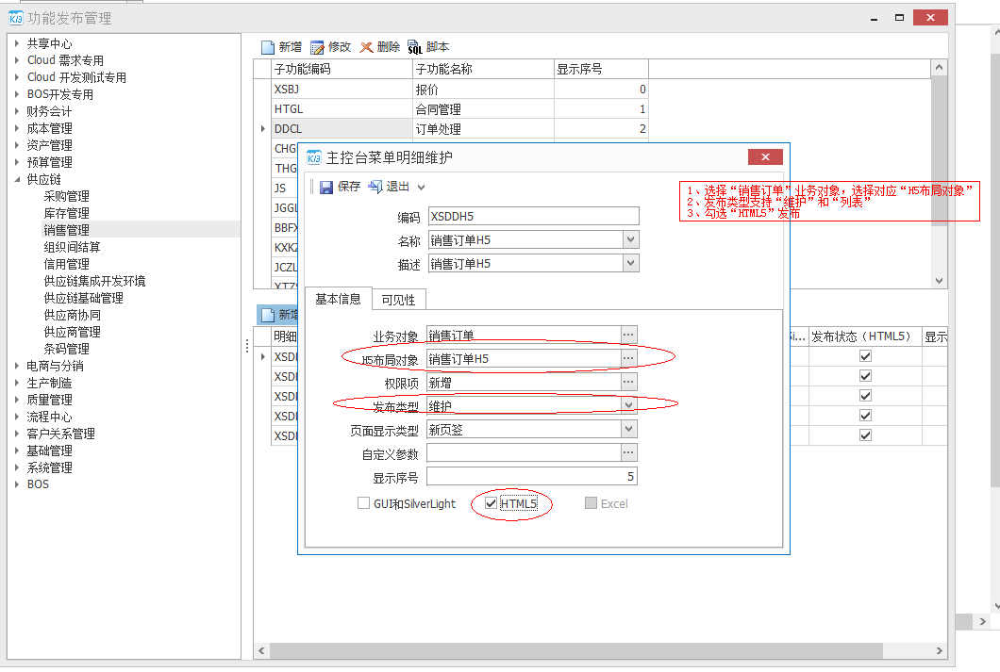 K/3 功能发布管理
共享中心
Cloud 需求专用
Cloud 开发测试专用
BOS开发专用
财务会计
成本管理
资产管理
预算管理
供应链
采购管理
库存管理
销售管理
组织间结算
信用管理
供应链集成开发环境
供应链基础管理
供应商协同
供应商管理
条码管理
电商与分销
生产制造
质量管理
流程中心
客户关系管理
基础管理
系统管理
BOS
新增 修改 删除 SQL 脚本
子功能编码 子功能名称 显示序号
XSBJ 报价 0
HTGL 合同管理 1
DDCL 订单处理 2
CHG
THG
JS
JGGL
BBFX
KXKZ
JCZL
XTZS
新增
明细
XSDI
XSDI
XSDI
XSDI
XSDI
Si... 发布状态（HTML5） 显示
K/3 主控台菜单明细维护
保存 退出
编码 XSDDH5
名称 销售订单H5
描述 销售订单H5
基本信息 可见性
业务对象 销售订单 ...
H5布局对象 销售订单H5 ...
权限项 新增 ...
发布类型 维护
页面显示类型 新页签
自定义参数 ...
显示序号 5
GUI和SilverLight HTML5 Excel
1、选择“销售订单”业务对象，选择对应“H5布局对象”
2、发布类型支持“维护”和“列表”
3、勾选“HTML5”发布